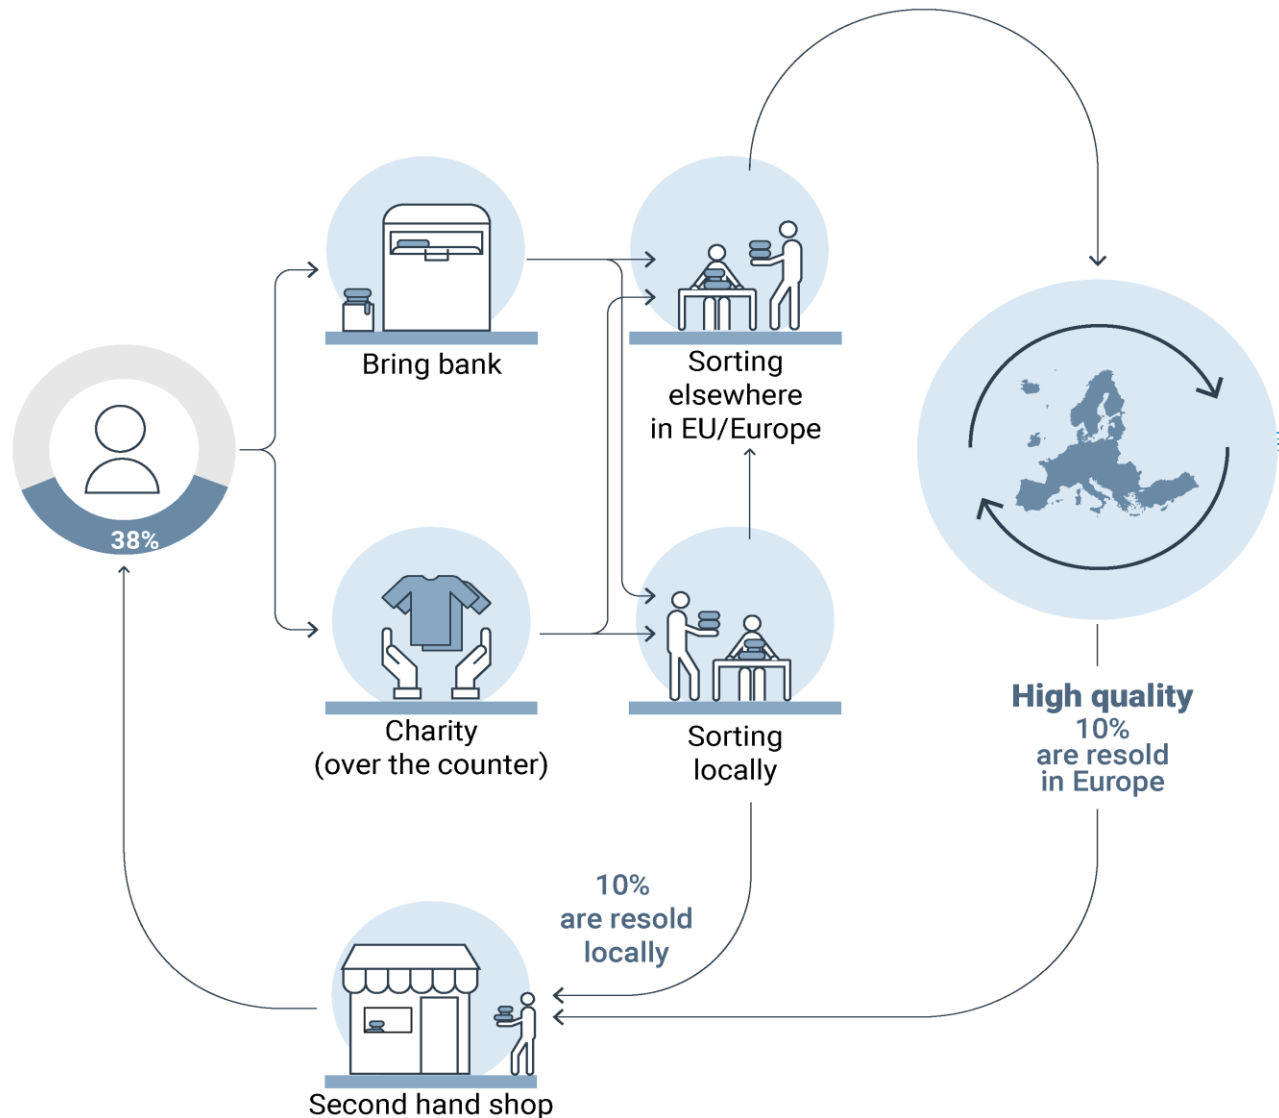 Bring bank
Sorting
elsewhere
in EU/Europe
38%
Charity
(over the counter)
Sorting
locally
High quality
10%
are resold
in Europe
10%
are resold
locally
Second hand shop